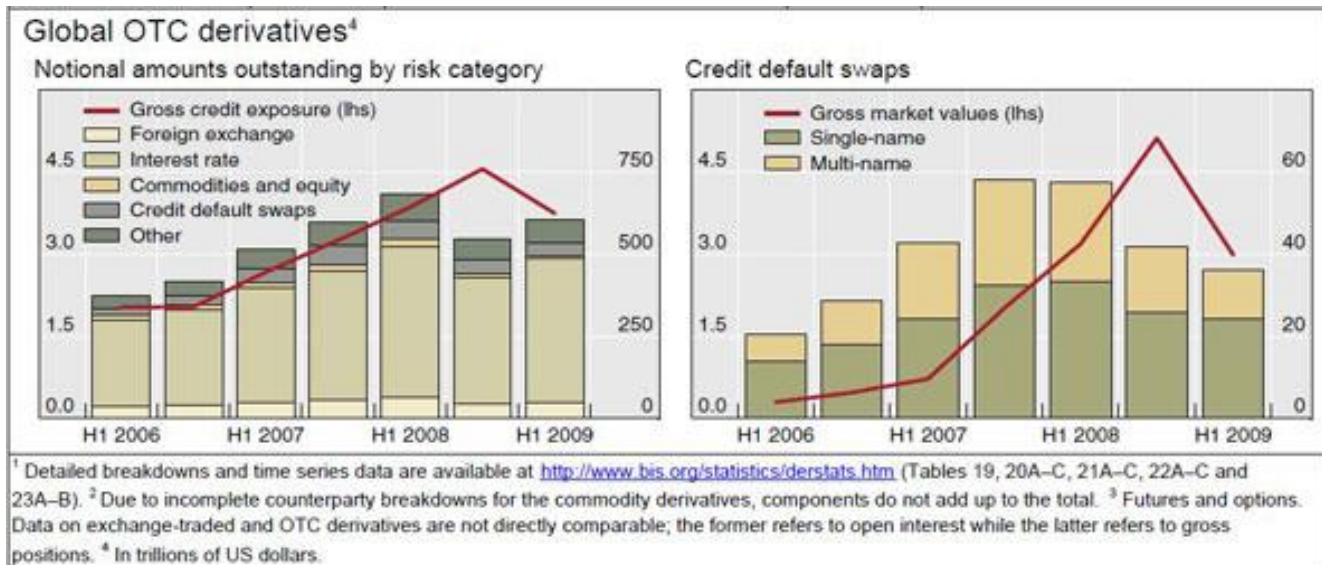 Global OTC derivatives⁴
Notional amounts outstanding by risk category
Gross credit exposure (lhs)
Foreign exchange
Interest rate
Commodities and equity
Credit default swaps
Other
4.5
3.0
1.5
0.0
750
500
250
0
H1 2006 H1 2007 H1 2008 H1 2009
Credit default swaps
Gross market values (lhs)
Single-name
Multi-name
4.5
3.0
1.5
0.0
60
40
20
0
H1 2006 H1 2007 H1 2008 H1 2009
¹ Detailed breakdowns and time series data are available at http://www.bis.org/statistics/derstats.htm (Tables 19, 20A–C, 21A–C, 22A–C and
23A–B). ² Due to incomplete counterparty breakdowns for the commodity derivatives, components do not add up to the total. ³ Futures and options.
Data on exchange-traded and OTC derivatives are not directly comparable; the former refers to open interest while the latter refers to gross
positions. ⁴ In trillions of US dollars.